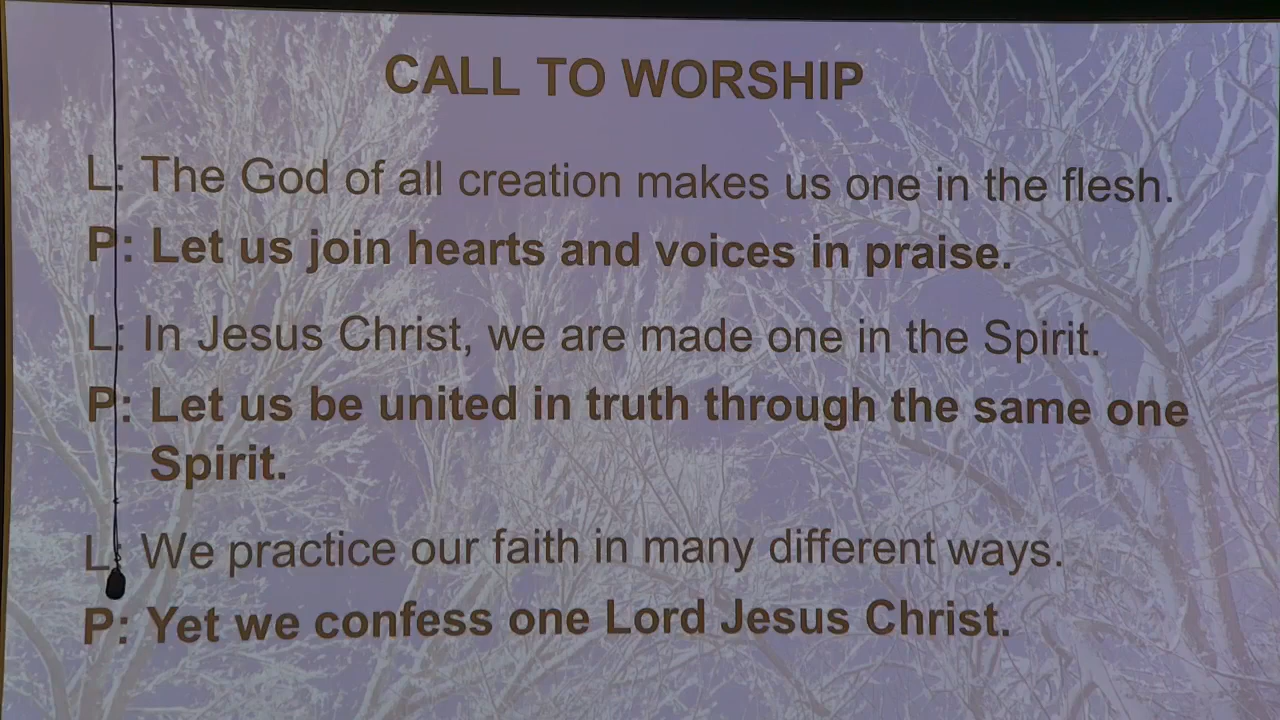 CALL TO WORSHIP
L: The God of all creation makes us one in the flesh.
P: Let us join hearts and voices in praise.
L: In Jesus Christ, we are made one in the Spirit.
P: Let us be united in truth through the same one
Spirit.
L: We practice our faith in many different ways.
P: Yet we confess one Lord Jesus Christ.